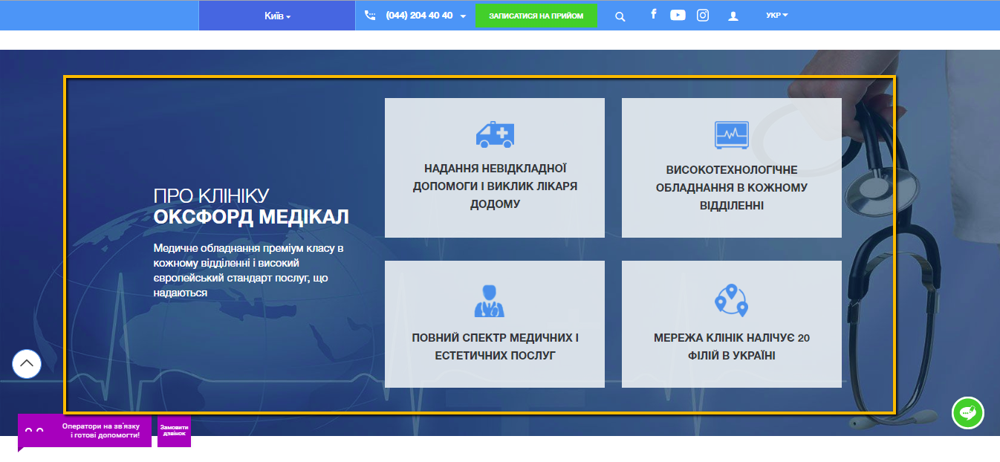 Київ
(044) 204 40 40
ЗАПИСАТИСЯ НА ПРИЙОМ
УКР
ПРО КЛІНІКУ
ОКСФОРД МЕДІКАЛ
Медичне обладнання преміум класу в
кожному відділенні і високий
європейський стандарт послуг, що
надаються
НАДАННЯ НЕВІДКЛАДНОЇ
ДОПОМОГИ І ВИКЛИК ЛІКАРЯ
ДОДОМУ
ВИСОКОТЕХНОЛОГІЧНЕ
ОБЛАДНАННЯ В КОЖНОМУ
ВІДДІЛЕННІ
ПОВНИЙ СПЕКТР МЕДИЧНИХ І
ЕСТЕТИЧНИХ ПОСЛУГ
МЕРЕЖА КЛІНІК НАЛІЧУЄ 20
ФІЛІЙ В УКРАЇНІ
Оператори на зв'язку
і готові допомогти!
Замовити
дзвінок